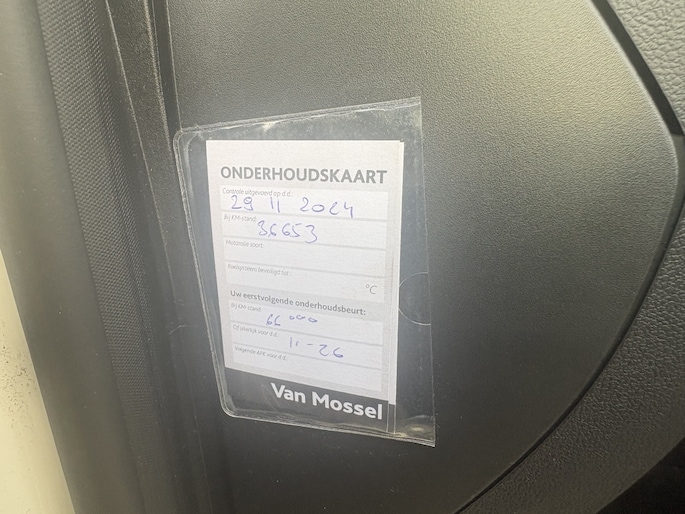 ONDERHOUDSKAART
Controle uitgevoerd op d.d.:
29 11 2024
Bij KM-stand:
36653
Motorolie soort:
Koelsysteem beveiligd tot:
°C
Uw eerstvolgende onderhoudsbeurt:
Bij KM-stand:
66000
Of uiterlijk voor d.d.:
11-26
Volgende APK voor d.d.:
Van Mossel